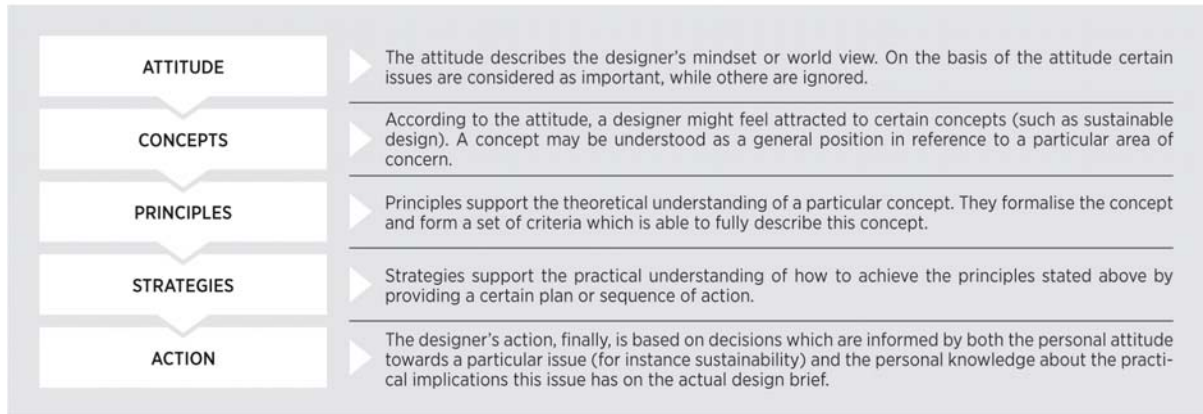 ATTITUDE
The attitude describes the designer's mindset or world view. On the basis of the attitude certain
issues are considered as important, while othere are ignored.
CONCEPTS
According to the attitude, a designer might feel attracted to certain concepts (such as sustainable
design). A concept may be understood as a general position in reference to a particular area of
concern.
PRINCIPLES
Principles support the theoretical understanding of a particular concept. They formalise the concept
and form a set of criteria which is able to fully describe this concept.
STRATEGIES
Strategies support the practical understanding of how to achieve the principles stated above by
providing a certain plan or sequence of action.
ACTION
The designer's action, finally, is based on decisions which are informed by both the personal attitude
towards a particular issue (for instance sustainability) and the personal knowledge about the practi-
cal implications this issue has on the actual design brief.